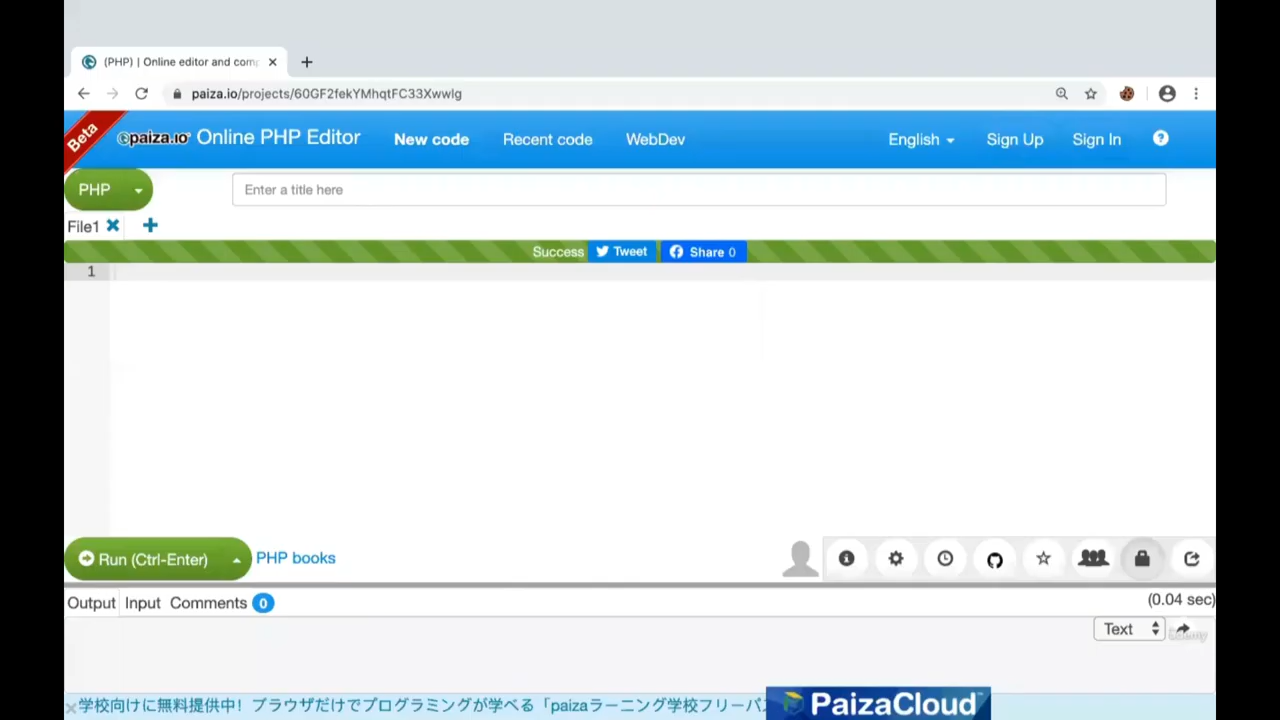 (PHP) | Online editor and comp
paiza.io/projects/60GF2fekYMhqtFC33Xwwlg
Beta
paiza.io Online PHP Editor
New code
Recent code
WebDev
English
Sign Up
Sign In
PHP
Enter a title here
File1
Success
Tweet
Share 0
1
Run (Ctrl-Enter)
PHP books
Output
Input
Comments 0
(0.04 sec)
Text
Udemy
学校向けに無料提供中！ブラウザだけでプログラミングが学べる「paizaラーニング学校フリーパス
PaizaCloud